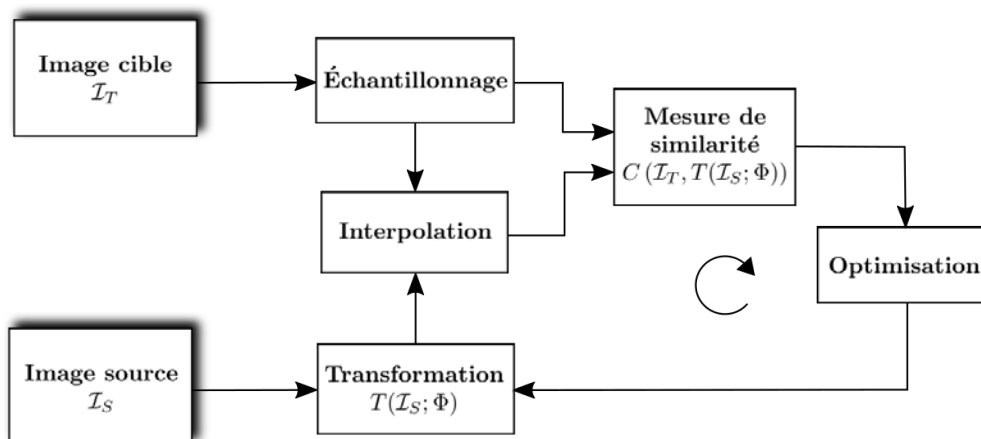 Image cible
I_T
Échantillonnage
Mesure de
similarité
C (I_T, T(I_S; Φ))
Interpolation
Optimisation
Image source
I_S
Transformation
T(I_S; Φ)